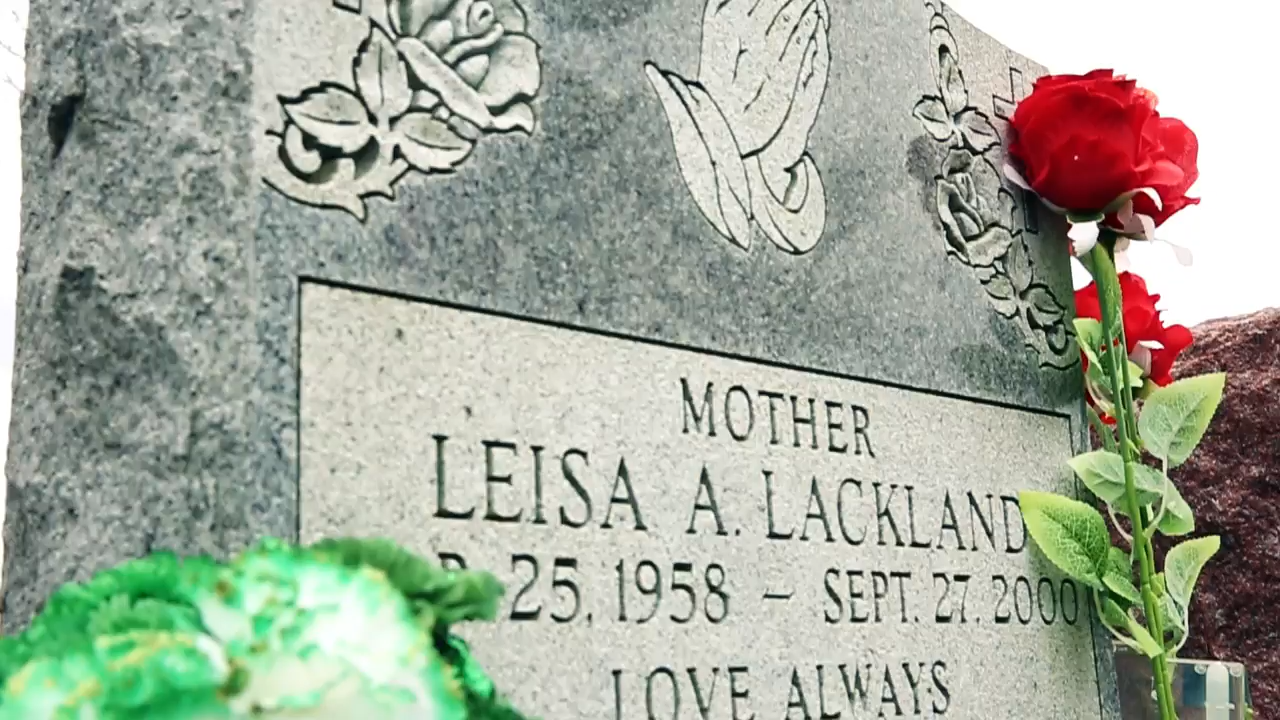 MOTHER
LEISA A. LACKLAND
25, 1958 – SEPT. 27, 2000
LOVE ALWAYS